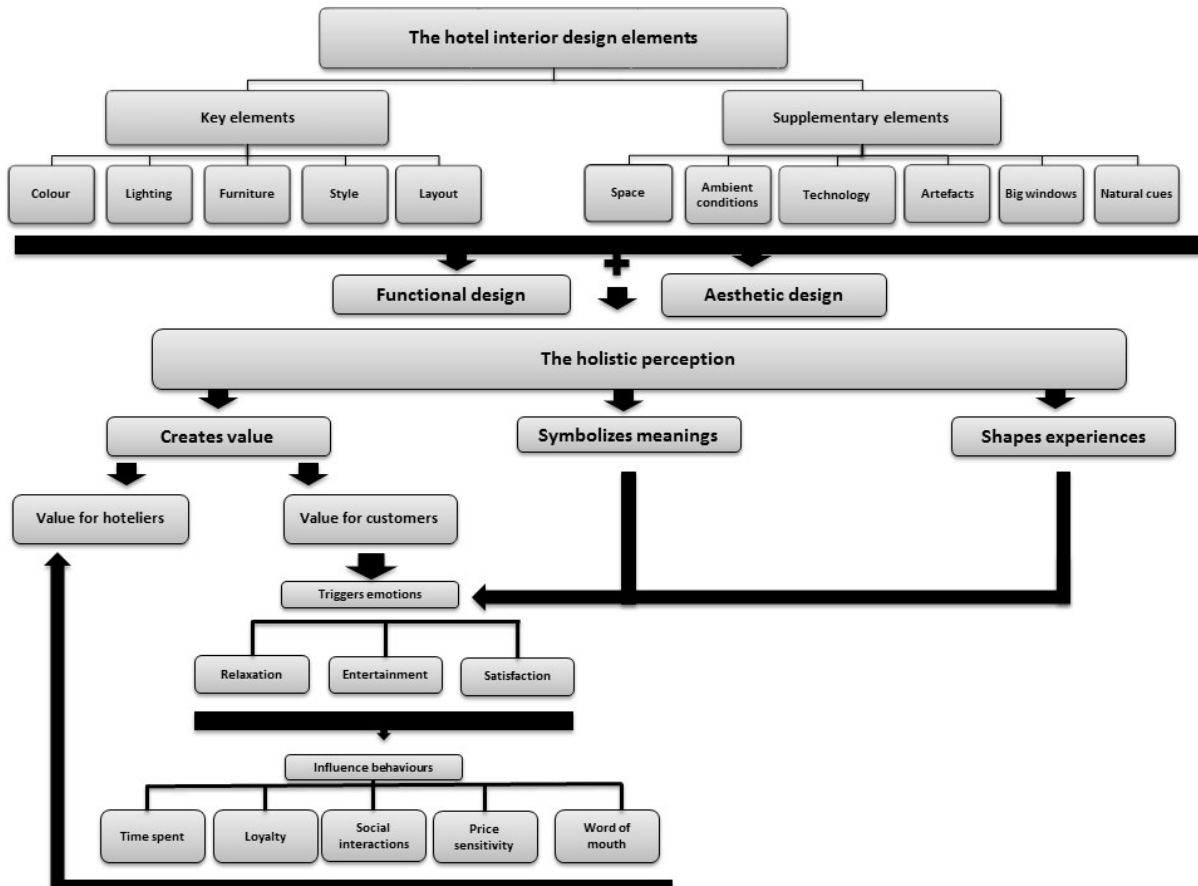 The hotel interior design elements
Key elements
Supplementary elements
Colour
Lighting
Furniture
Style
Layout
Space
Ambient
conditions
Technology
Artefacts
Big windows
Natural cues
Functional design
+
Aesthetic design
The holistic perception
Creates value
Symbolizes meanings
Shapes experiences
Value for hoteliers
Value for customers
Triggers emotions
Relaxation
Entertainment
Satisfaction
Influence behaviours
Time spent
Loyalty
Social
interactions
Price
sensitivity
Word of
mouth